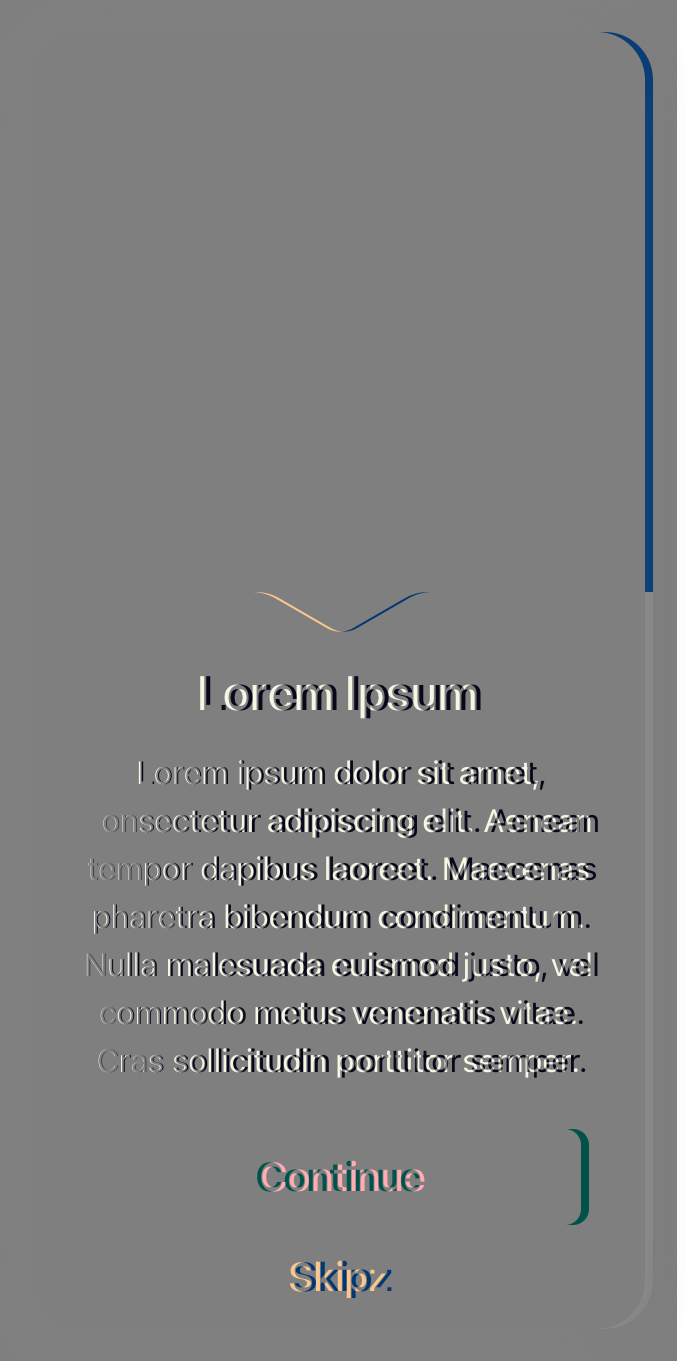 Lorem Ipsum
Lorem ipsum dolor sit amet,
onsectetur adipiscing elit. Aenean
tempor dapibus laoreet. Maecenas
pharetra bibendum condimentum.
Nulla malesuada euismod justo, vel
commodo metus venenatis vitae.
Cras sollicitudin porttitor semper.
Continue